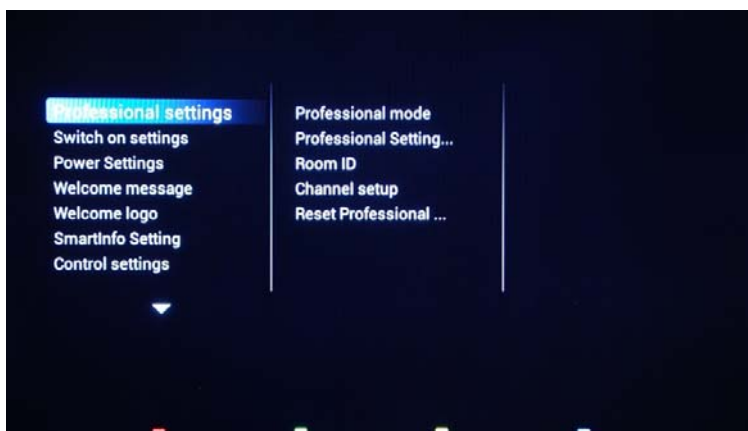 Professional settings
Switch on settings
Power Settings
Welcome message
Welcome logo
SmartInfo Setting
Control settings
Professional mode
Professional Setting...
Room ID
Channel setup
Reset Professional ...